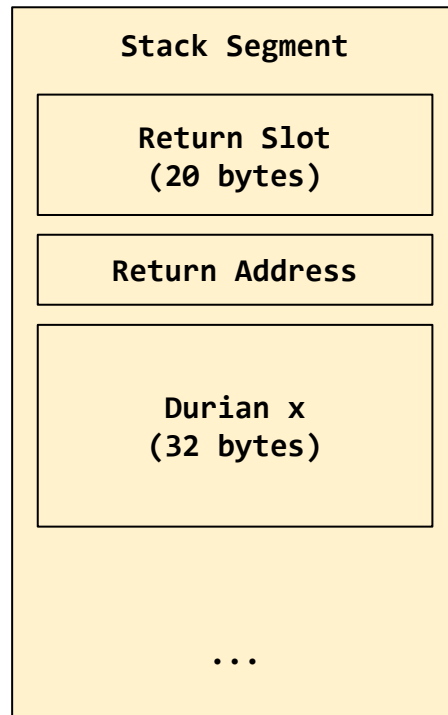 Stack Segment
Return Slot
(20 bytes)
Return Address
Durian x
(32 bytes)
...